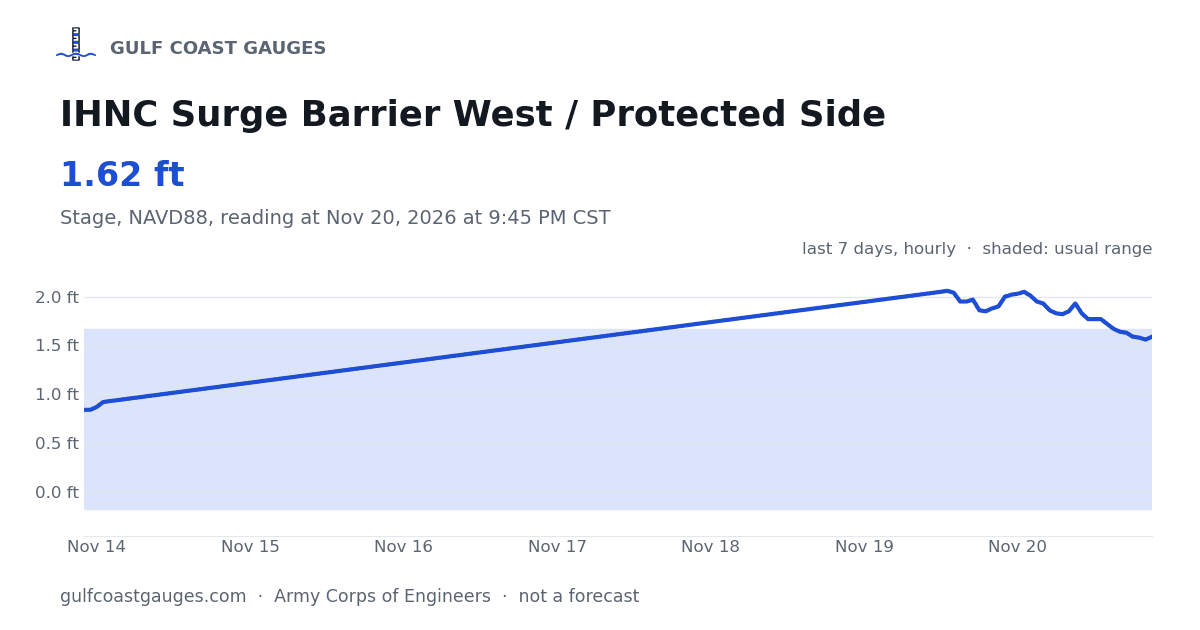 GULF COAST GAUGES
IHNC Surge Barrier West / Protected Side
1.62 ft
Stage, NAVD88, reading at Nov 20, 2026 at 9:45 PM CST
last 7 days, hourly · shaded: usual range
2.0 ft
1.5 ft
1.0 ft
0.5 ft
0.0 ft
Nov 14 Nov 15 Nov 16 Nov 17 Nov 18 Nov 19 Nov 20
gulfcoastgauges.com · Army Corps of Engineers · not a forecast